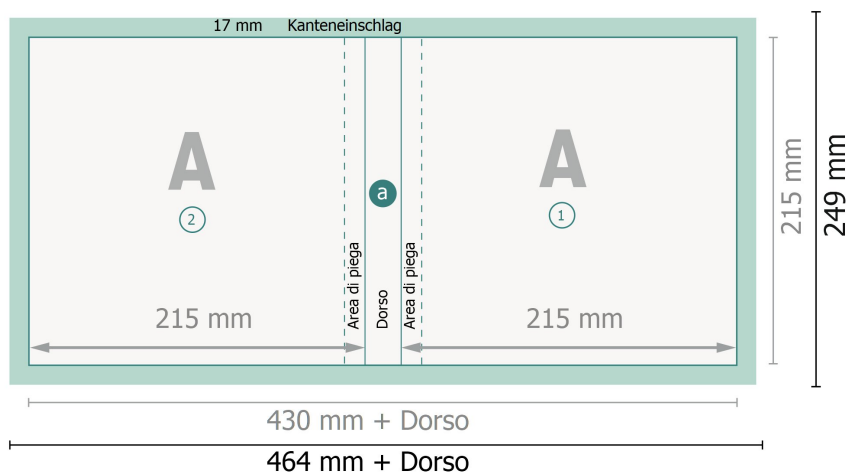 17 mm Kanteneinschlag
A
A
a
2
1
Area di piega
Dorso
Area di piega
215 mm
215 mm
215 mm
249 mm
430 mm + Dorso
464 mm + Dorso